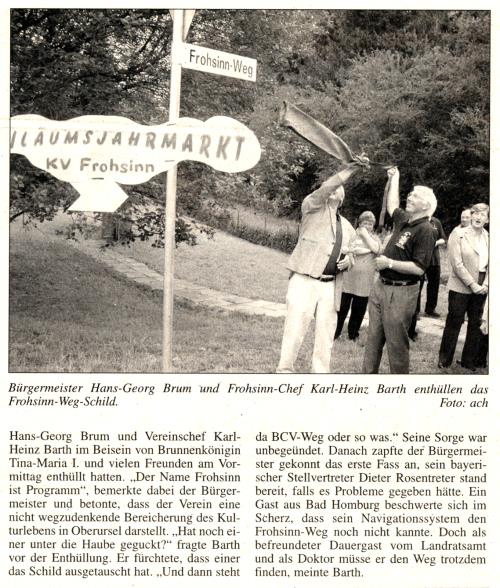 Frohsinn-Weg
ILÄUMSJAHRMARKT
KV Frohsinn
Bürgermeister Hans-Georg Brum und Frohsinn-Chef Karl-Heinz Barth enthüllen das
Frohsinn-Weg-Schild. Foto: ach
Hans-Georg Brum und Vereinschef Karl-
Heinz Barth im Beisein von Brunnenkönigin
Tina-Maria I. und vielen Freunden am Vor-
mittag enthüllt hatten. „Der Name Frohsinn
ist Programm“, bemerkte dabei der Bürger-
meister und betonte, dass der Verein eine
nicht wegzudenkende Bereicherung des Kul-
turlebens in Oberursel darstellt. „Hat noch ei-
ner unter die Haube geguckt?“ fragte Barth
vor der Enthüllung. Er fürchtete, dass einer
das Schild ausgetauscht hat. „Und dann steht
da BCV-Weg oder so was.“ Seine Sorge war
unbegründet. Danach zapfte der Bürgermei-
ster gekonnt das erste Fass an, sein bayeri-
scher Stellvertreter Dieter Rosentreter stand
bereit, falls es Probleme gegeben hätte. Ein
Gast aus Bad Homburg beschwerte sich im
Scherz, dass sein Navigationssystem den
Frohsinn-Weg noch nicht kannte. Doch als
befreundeter Dauergast vom Landratsamt
und als Doktor müsse er den Weg trotzdem
finden, meinte Barth.